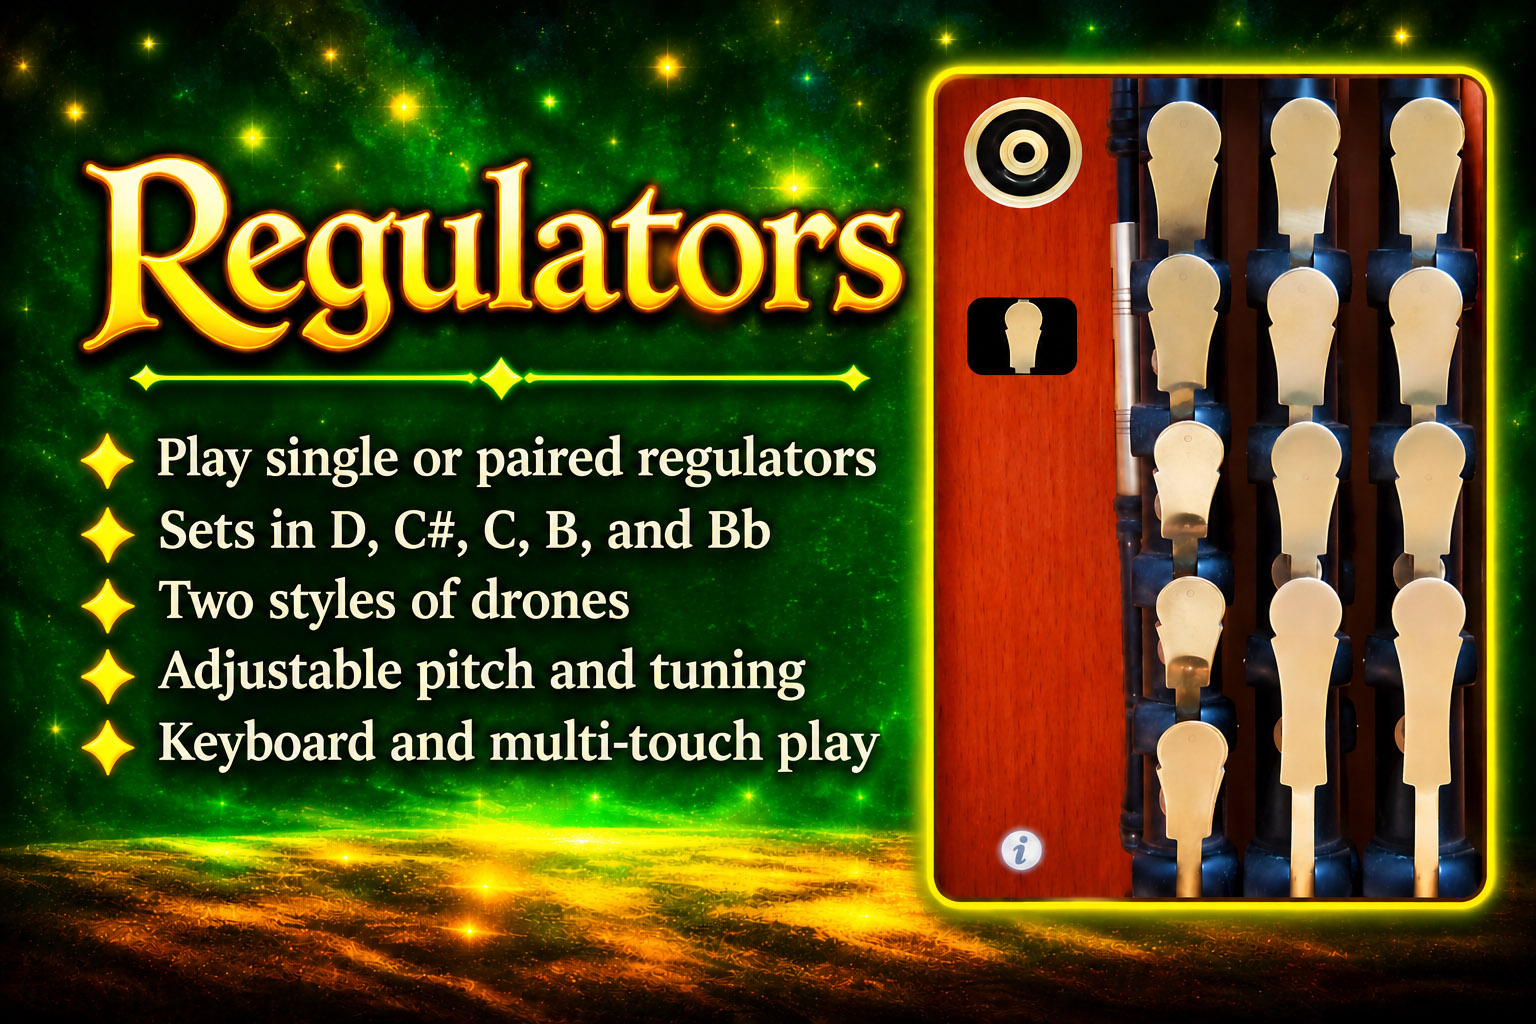 Regulators
Play single or paired regulators
Sets in D, C#, C, B, and Bb
Two styles of drones
Adjustable pitch and tuning
Keyboard and multi-touch play
i